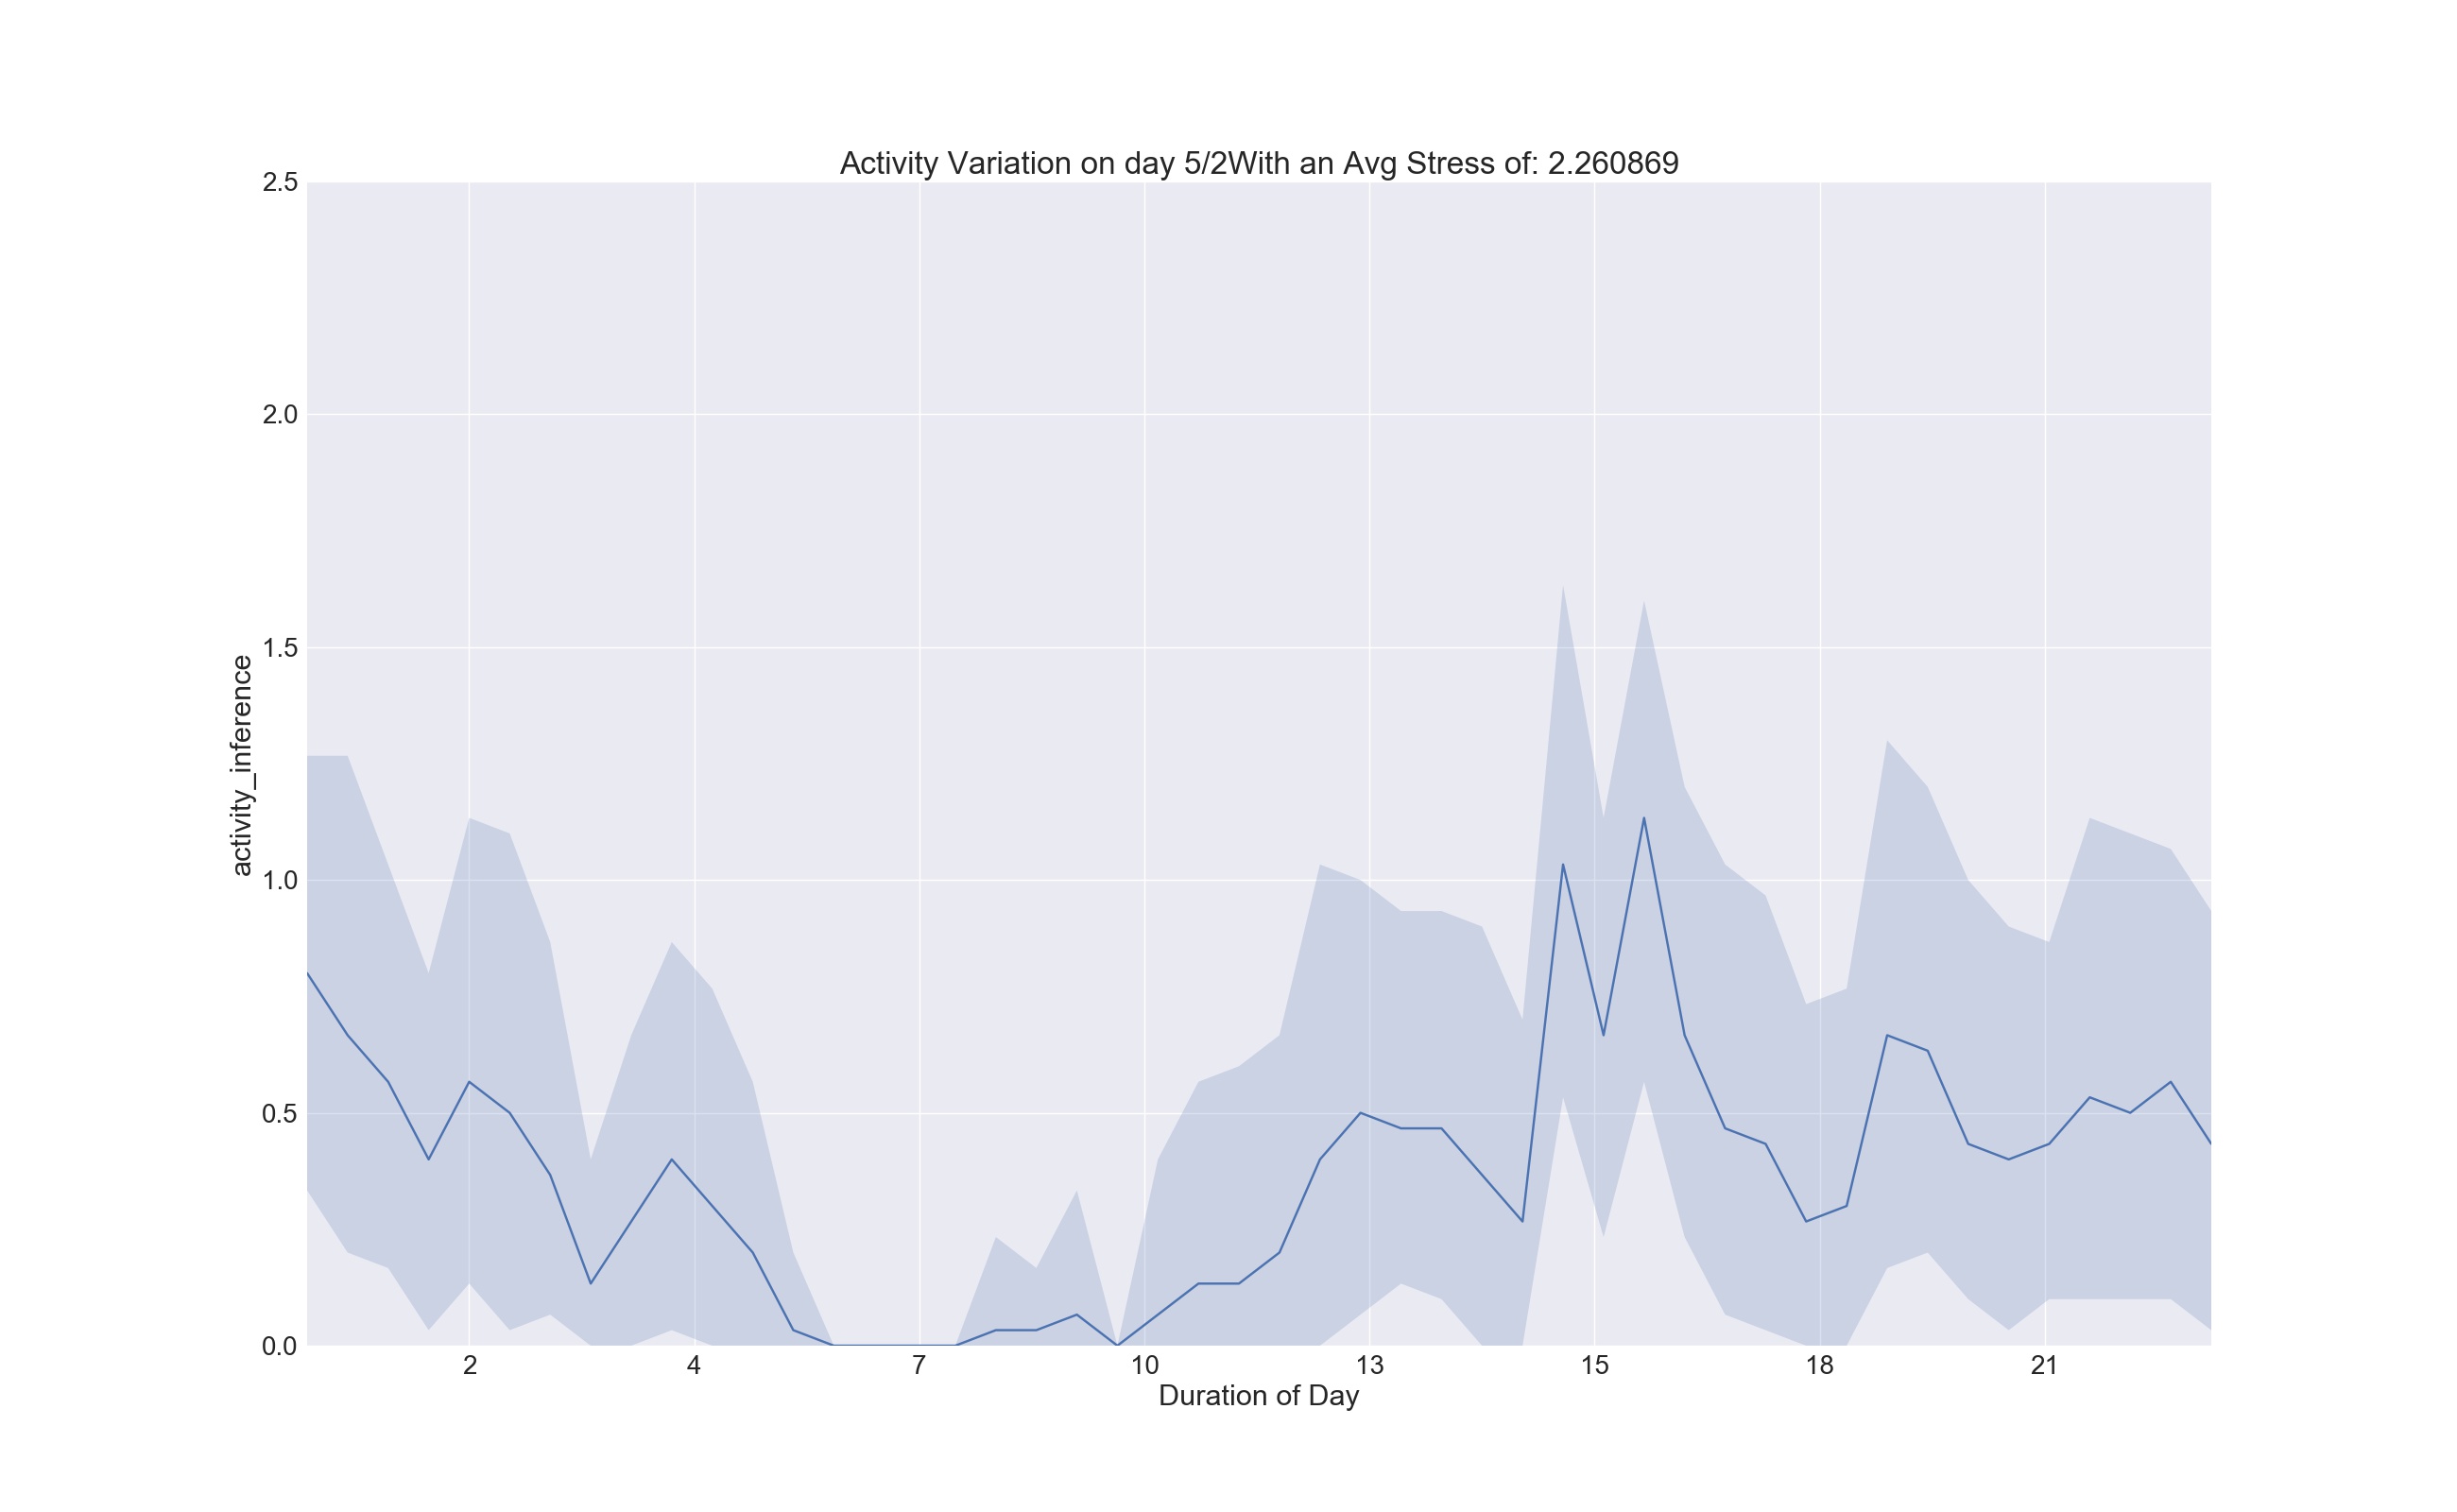 Activity Variation on day 5/2With an Avg Stress of: 2.260869
2.5
2.0
1.5
1.0
0.5
0.0
activity_inference
2 4 7 10 13 15 18 21
Duration of Day